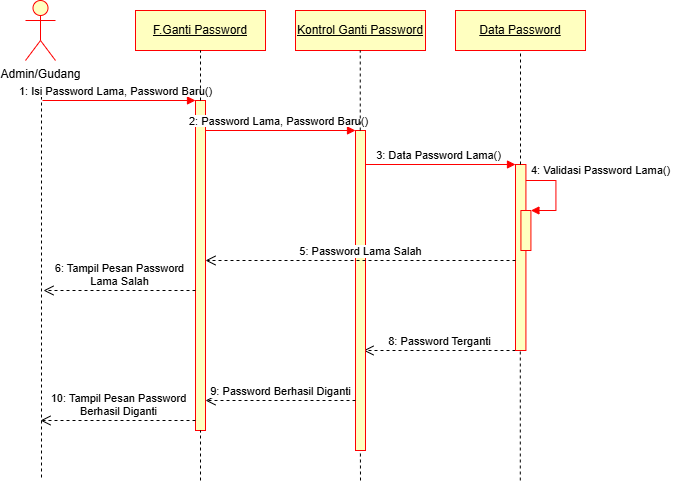 F.Ganti Password
Kontrol Ganti Password
Data Password
Admin/Gudang
1: Isi Password Lama, Password Baru()
2: Password Lama, Password Baru()
3: Data Password Lama()
4: Validasi Password Lama()
5: Password Lama Salah
6: Tampil Pesan Password
Lama Salah
8: Password Terganti
9: Password Berhasil Diganti
10: Tampil Pesan Password
Berhasil Diganti